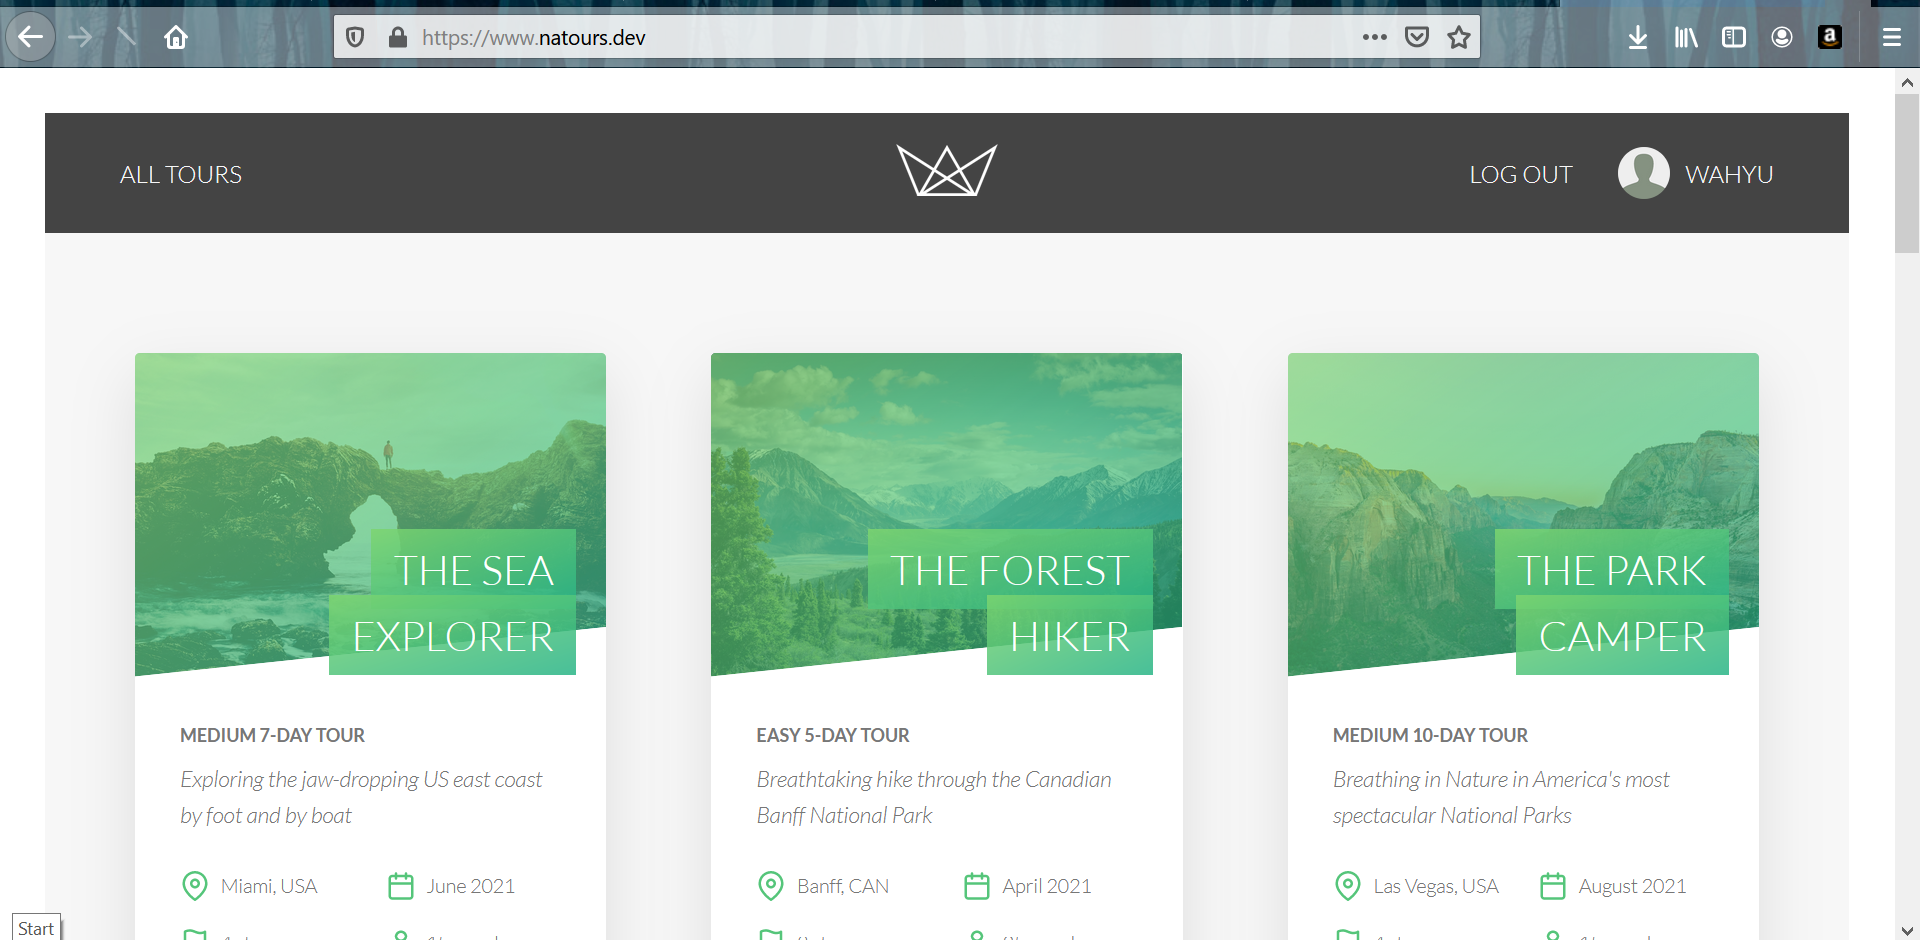 https://www.natours.dev
ALL TOURS
LOG OUT
WAHYU
THE SEA
EXPLORER
MEDIUM 7-DAY TOUR
Exploring the jaw-dropping US east coast
by foot and by boat
Miami, USA
June 2021
THE FOREST
HIKER
EASY 5-DAY TOUR
Breathtaking hike through the Canadian
Banff National Park
Banff, CAN
April 2021
THE PARK
CAMPER
MEDIUM 10-DAY TOUR
Breathing in Nature in America's most
spectacular National Parks
Las Vegas, USA
August 2021
Start